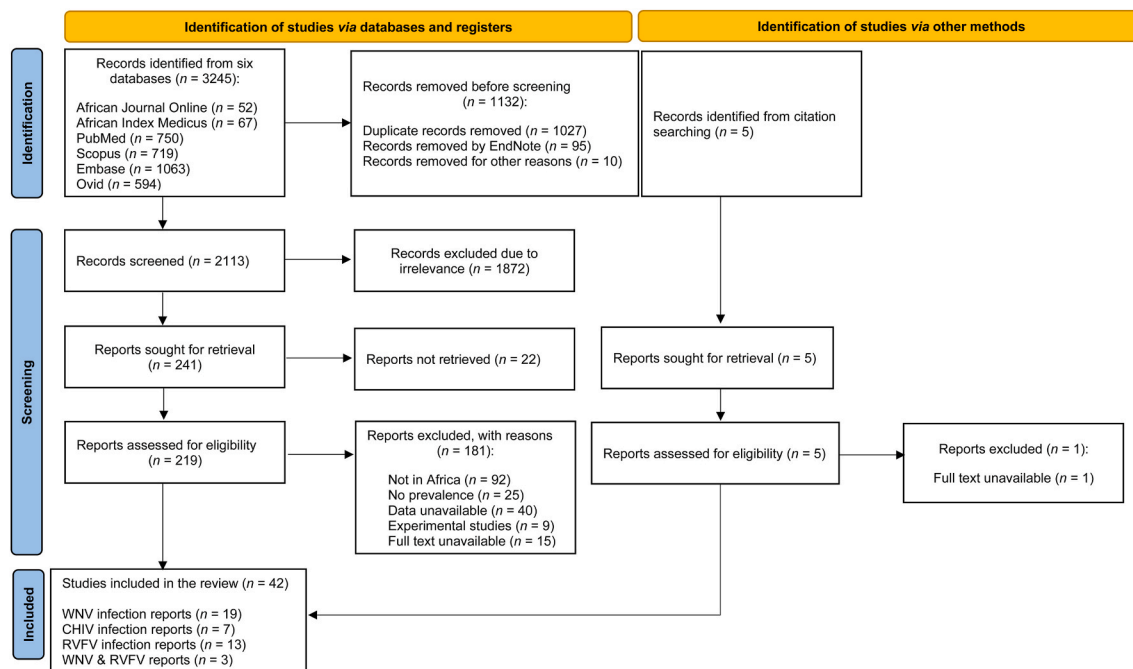 Identification of studies via databases and registers
Identification of studies via other methods
Identification
Records identified from six
databases (n = 3245):
African Journal Online (n = 52)
African Index Medicus (n = 67)
PubMed (n = 750)
Scopus (n = 719)
Embase (n = 1063)
Ovid (n = 594)
Records removed before screening
(n = 1132):
Duplicate records removed (n = 1027)
Records removed by EndNote (n = 95)
Records removed for other reasons (n = 10)
Records identified from citation
searching (n = 5)
Screening
Records screened (n = 2113)
Records excluded due to
irrelevance (n = 1872)
Reports sought for retrieval
(n = 241)
Reports not retrieved (n = 22)
Reports sought for retrieval (n = 5)
Reports assessed for eligibility
(n = 219)
Reports excluded, with reasons
(n = 181):
Not in Africa (n = 92)
No prevalence (n = 25)
Data unavailable (n = 40)
Experimental studies (n = 9)
Full text unavailable (n = 15)
Reports assessed for eligibility (n = 5)
Reports excluded (n = 1):
Full text unavailable (n = 1)
Included
Studies included in the review (n = 42)
WNV infection reports (n = 19)
CHIV infection reports (n = 7)
RVFV infection reports (n = 13)
WNV & RVFV reports (n = 3)